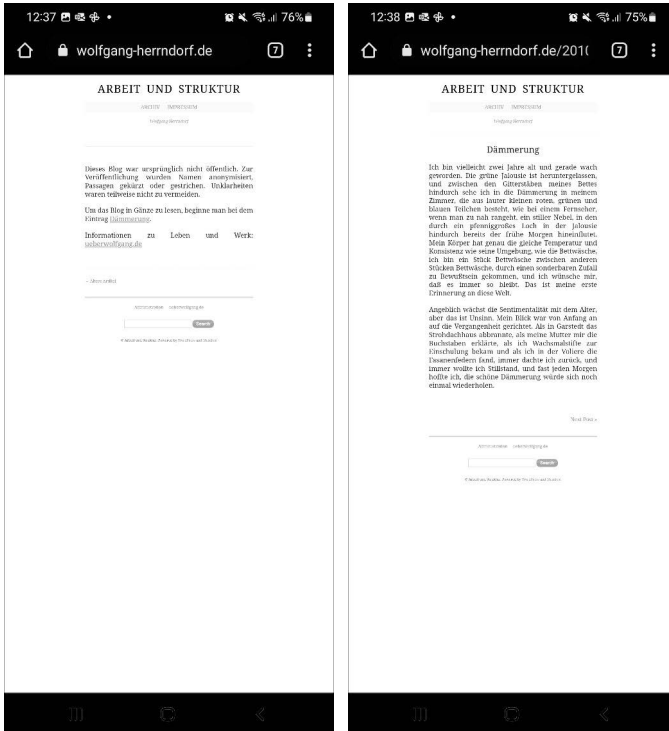 12:37
76%
wolfgang-herrndorf.de
7
ARBEIT UND STRUKTUR
ARCHIV IMPRESSUM
Wolfgang Herrndorf
Dieses Blog war ursprünglich nicht öffentlich. Zur
Veröffentlichung wurden Namen anonymisiert,
Passagen gekürzt oder gestrichen. Unklarheiten
waren teilweise nicht zu vermeiden.
Um das Blog in Gänze zu lesen, beginne man bei dem
Eintrag Dämmerung.
Informationen zu Leben und Werk:
ueberwolfgang.de
Search
12:38
75%
wolfgang-herrndorf.de/201(
7
ARBEIT UND STRUKTUR
ARCHIV IMPRESSUM
Wolfgang Herrndorf
Dämmerung
Ich bin vielleicht zwei Jahre alt und gerade wach
geworden. Die grüne Jalousie ist heruntergelassen,
und zwischen den Gitterstäben meines Bettes
hindurch sehe ich in die Dämmerung in meinem
Zimmer, die aus lauter kleinen roten, grünen und
blauen Teilchen besteht, wie bei einem Fernseher,
wenn man zu nah rangeht, ein stiller Nebel, in den
durch ein pfenniggroßes Loch in der Jalousie
hindurch bereits der frühe Morgen hineinflutet.
Mein Körper hat genau die gleiche Temperatur und
Konsistenz wie seine Umgebung, wie die Bettwäsche,
ich bin ein Stück Bettwäsche zwischen anderen
Stücken Bettwäsche, durch einen sonderbaren Zufall
zu Bewußtsein gekommen, und ich wünsche mir,
daß es immer so bleibt. Das ist meine erste
Erinnerung an diese Welt.
Angeblich wächst die Sentimentalität mit dem Alter,
aber das ist Unsinn. Mein Blick war von Anfang an
auf die Vergangenheit gerichtet. Als in Garstedt das
Strohdachhaus abbrannte, als meine Mutter mir die
Buchstaben erklärte, als ich Wachsmalstifte zur
Einschulung bekam und als ich in der Voliere die
Fasanenfedern fand, immer dachte ich zurück, und
immer wollte ich Stillstand, und fast jeden Morgen
hoffte ich, die schöne Dämmerung würde sich noch
einmal wiederholen.
Search